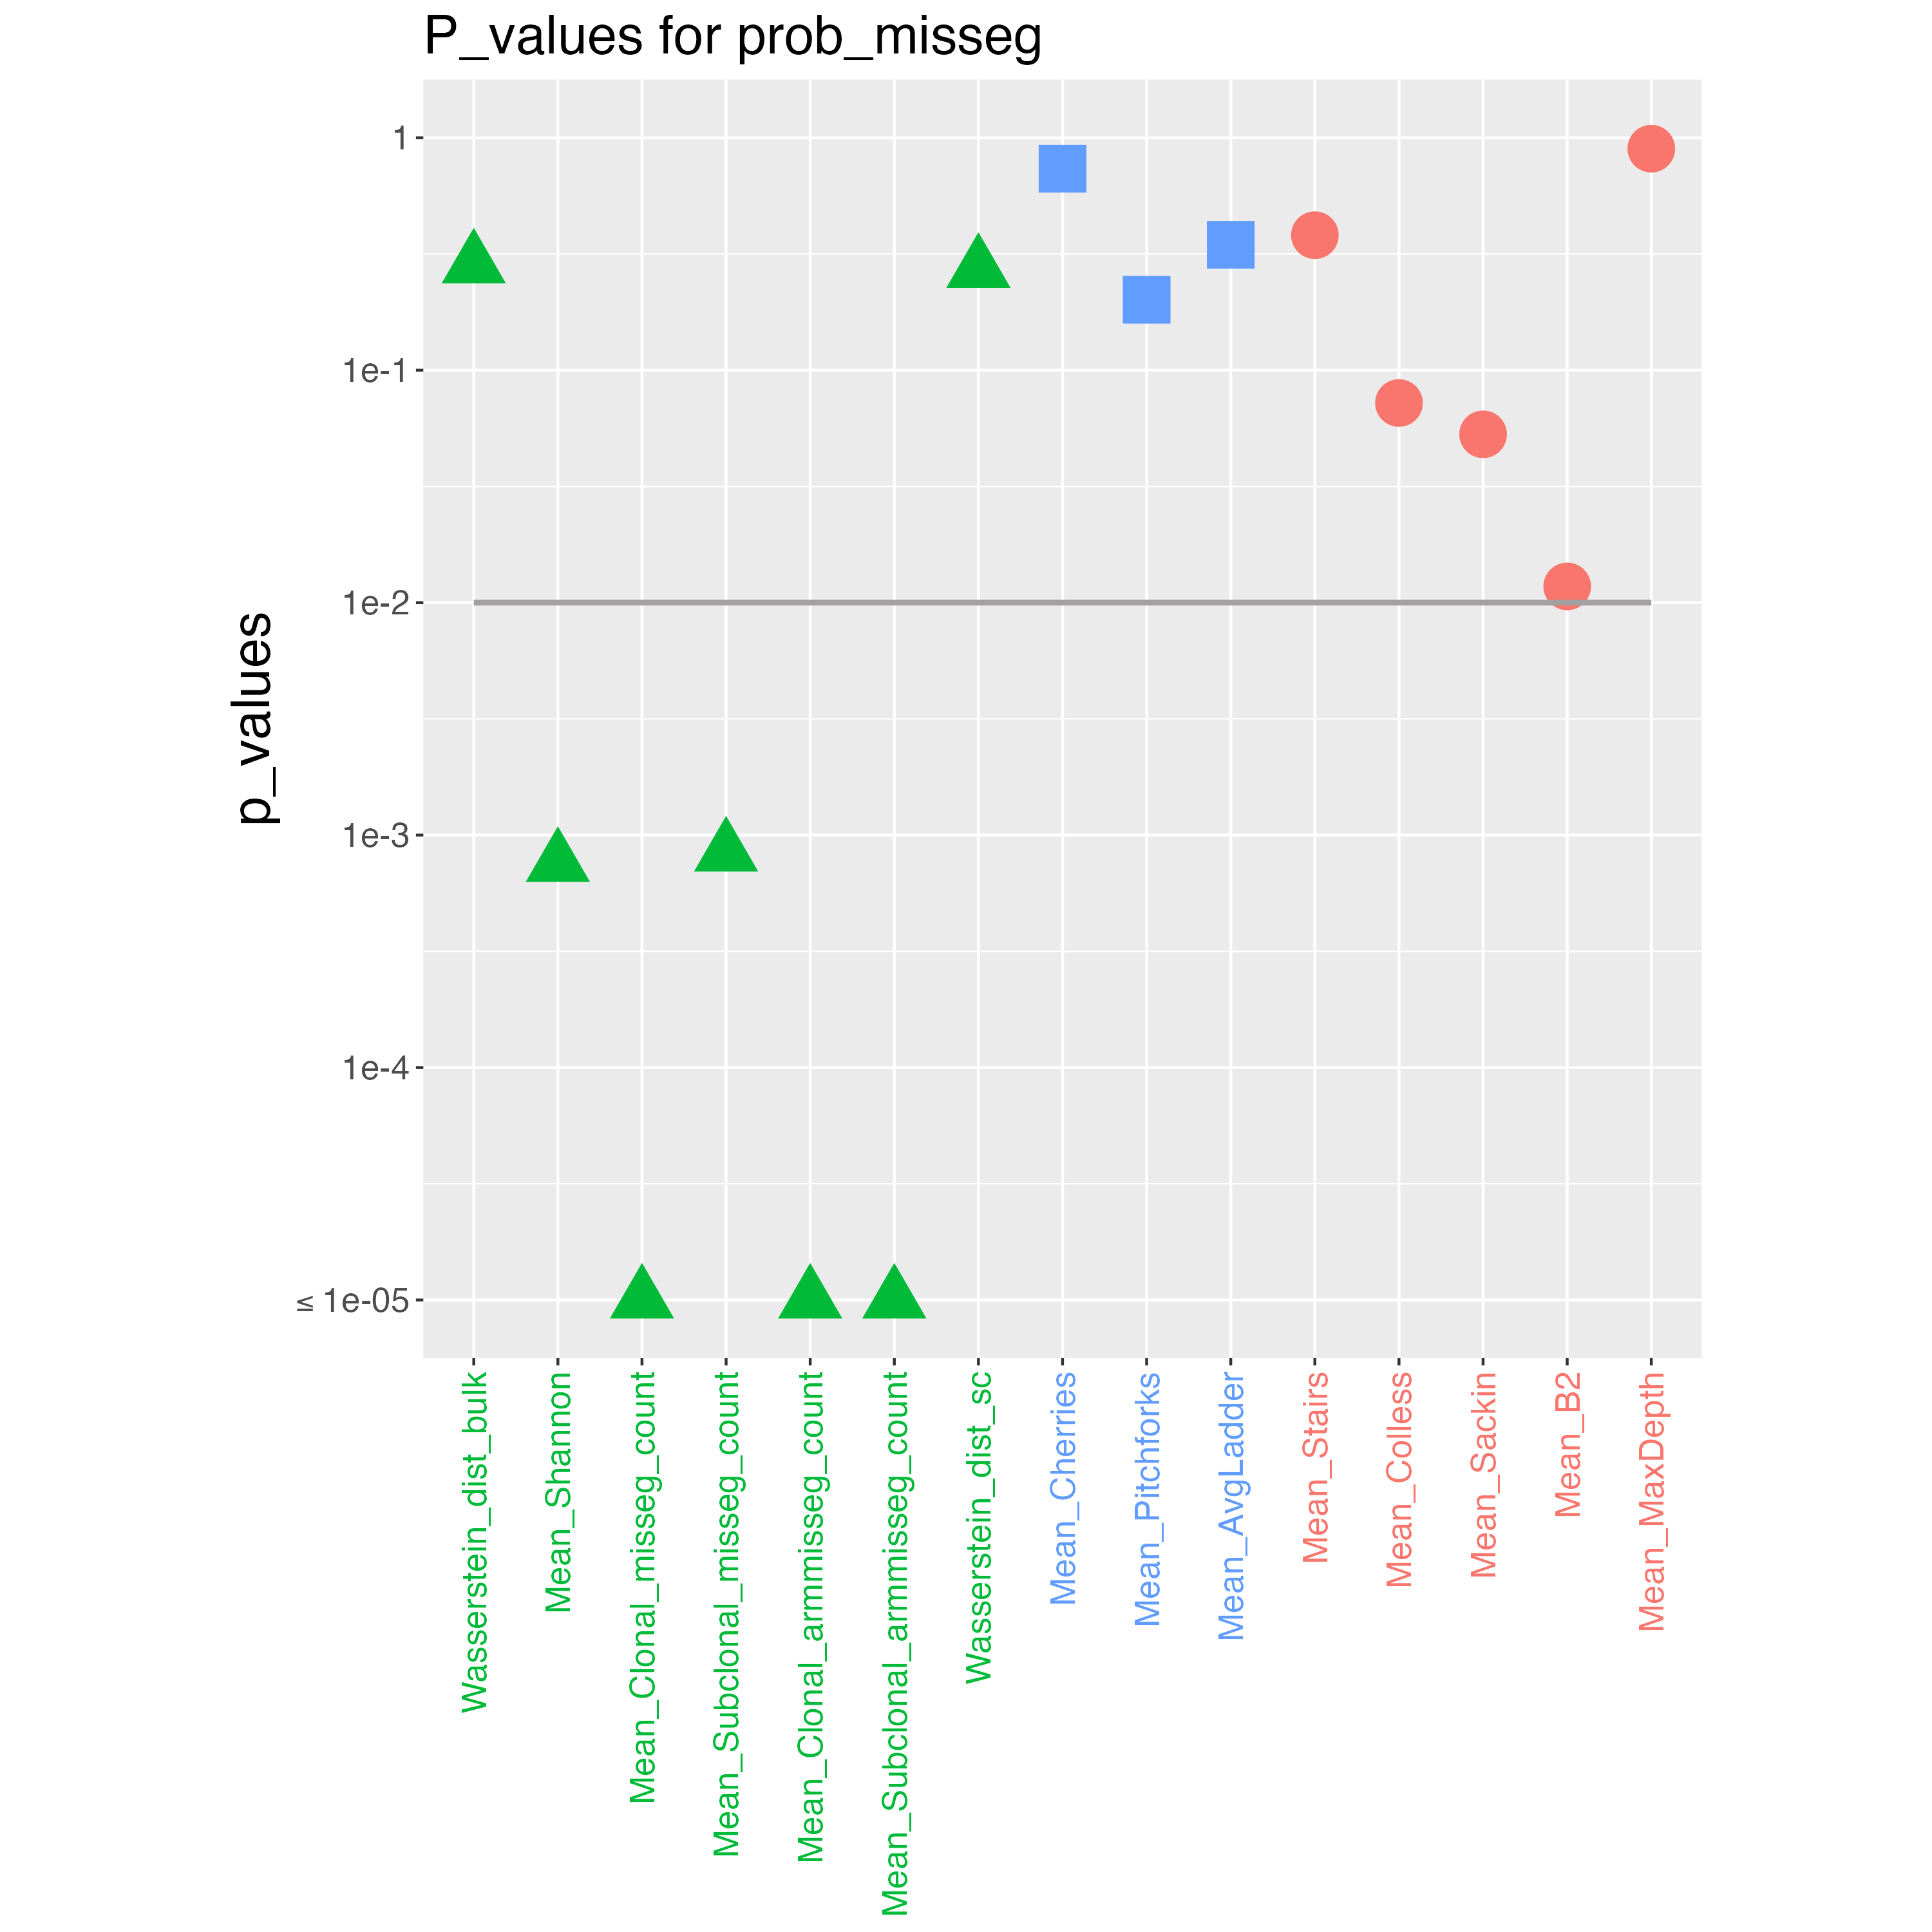 P_values for prob_misseg
p_values
1
1e-1
1e-2
1e-3
1e-4
≤ 1e-05
Wasserstein_dist_bulk
Mean_Shannon
Mean_Clonal_misseg_count
Mean_Subclonal_misseg_count
Mean_Clonal_armmisseg_count
Mean_Subclonal_armmisseg_count
Wasserstein_dist_sc
Mean_Cherries
Mean_Pitchforks
Mean_AvgLadder
Mean_Stairs
Mean_Colless
Mean_Sackin
Mean_B2
Mean_MaxDepth